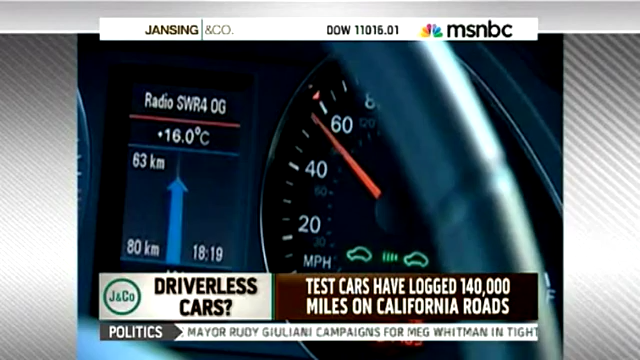 JANSING &CO.
DOW 11016.01
msnbc
Radio SWR4 OG
+16.0°C
63 km
80 km
18:19
60
40
20
MPH
J&Co
DRIVERLESS
CARS?
TEST CARS HAVE LOGGED 140,000
MILES ON CALIFORNIA ROADS
POLITICS
MAYOR RUDY GIULIANI CAMPAIGNS FOR MEG WHITMAN IN TIGHT